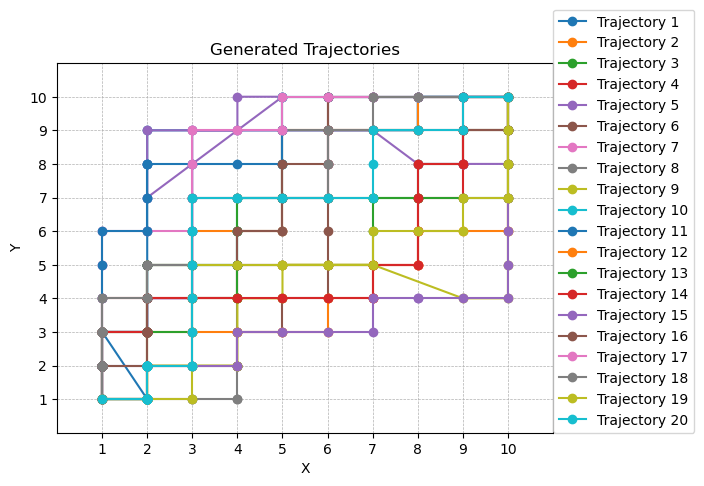 Generated Trajectories
Y
10
9
8
7
6
5
4
3
2
1
1 2 3 4 5 6 7 8 9 10
X
Trajectory 1
Trajectory 2
Trajectory 3
Trajectory 4
Trajectory 5
Trajectory 6
Trajectory 7
Trajectory 8
Trajectory 9
Trajectory 10
Trajectory 11
Trajectory 12
Trajectory 13
Trajectory 14
Trajectory 15
Trajectory 16
Trajectory 17
Trajectory 18
Trajectory 19
Trajectory 20